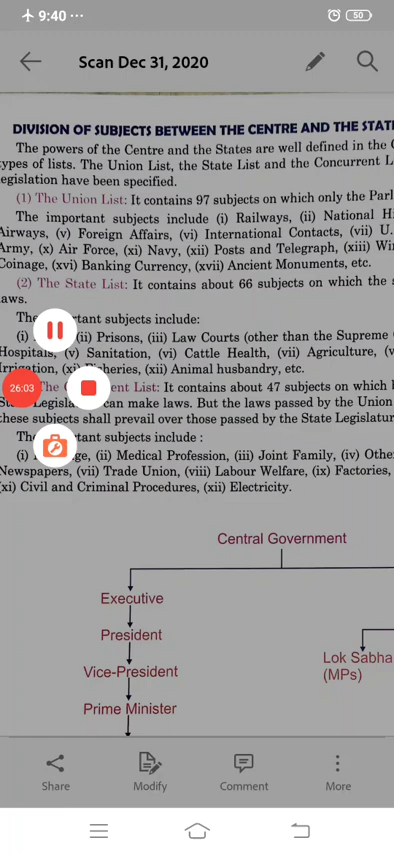 9:40 ...
50
Scan Dec 31, 2020
DIVISION OF SUBJECTS BETWEEN THE CENTRE AND THE STAT
The powers of the Centre and the States are well defined in the
ypes of lists. The Union List, the State List and the Concurrent L
egislation have been specified.
(1) The Union List: It contains 97 subjects on which only the Parl
The important subjects include (i) Railways, (ii) National H
Airways, (v) Foreign Affairs, (vi) International Contacts, (vii) U.
Army, (x) Air Force, (xi) Navy, (xii) Posts and Telegraph, (xiii) Wi
Coinage, (xvi) Banking Currency, (xvii) Ancient Monuments, etc.
(2) The State List: It contains about 66 subjects on which the s
aws.
The tant subjects include:
(i) (ii) Prisons, (iii) Law Courts (other than the Supreme
Hospitals, (v) Sanitation, (vi) Cattle Health, (vii) Agriculture, (v
rrigation, (xi) heries, (xii) Animal husbandry, etc.
26:03
The ent List: It contains about 47 subjects on which
Legisla can make laws. But the laws passed by the Union
these subjects shall prevail over those passed by the State Legislatur
The tant subjects include :
(i) ge, (ii) Medical Profession, (iii) Joint Family, (iv) Othe
Newspapers, (vii) Trade Union, (viii) Labour Welfare, (ix) Factories,
(xi) Civil and Criminal Procedures, (xii) Electricity.
Central Government
Executive
President
Vice-President
Lok Sabha
(MPs)
Prime Minister
Share
Modify
Comment
More